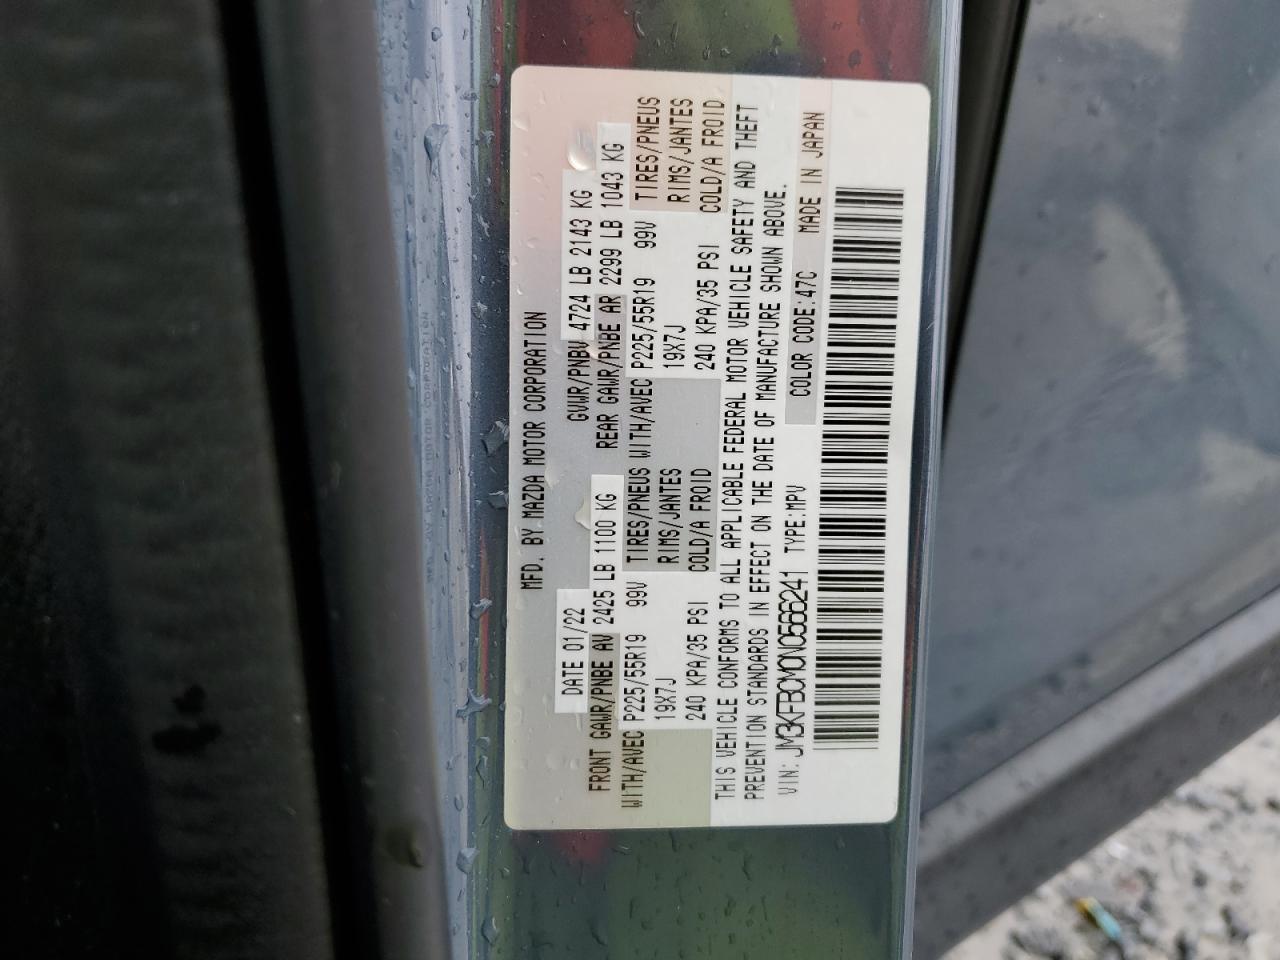 MFD. BY MAZDA MOTOR CORPORATION
DATE 01/22 GVWR/PNBV 4724 LB 2143 KG
FRONT GAWR/PNBE AV 2425 LB 1100 KG REAR GAWR/PNBE AR 2299 LB 1043 KG
WITH/AVEC P225/55R19 99V TIRES/PNEUS WITH/AVEC P225/55R19 99V TIRES/PNEUS
19X7J RIMS/JANTES 19X7J RIMS/JANTES
240 KPA/35 PSI COLD/A FROID 240 KPA/35 PSI COLD/A FROID
THIS VEHICLE CONFORMS TO ALL APPLICABLE FEDERAL MOTOR VEHICLE SAFETY AND THEFT
PREVENTION STANDARDS IN EFFECT ON THE DATE OF MANUFACTURE SHOWN ABOVE.
VIN: JM3KFBCM0N0566241 TYPE:MPV COLOR CODE:47C MADE IN JAPAN